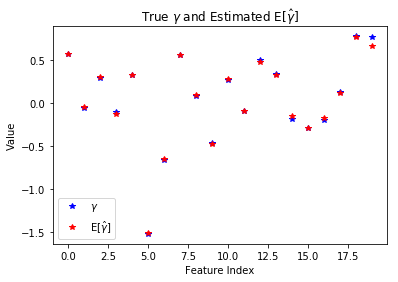 True γ and Estimated E[γ̂]
0.5
0.0
−0.5
−1.0
−1.5
Value
γ
E[γ̂]
0.0 2.5 5.0 7.5 10.0 12.5 15.0 17.5
Feature Index